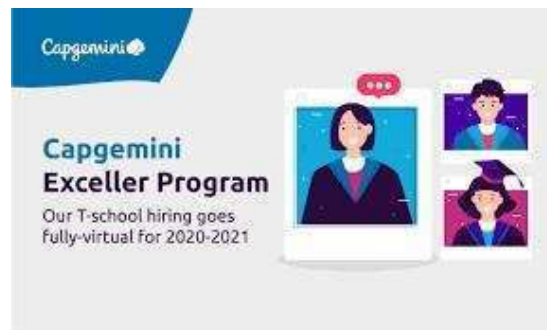 Capgemini
Capgemini
Exceller Program
Our T-school hiring goes
fully-virtual for 2020-2021